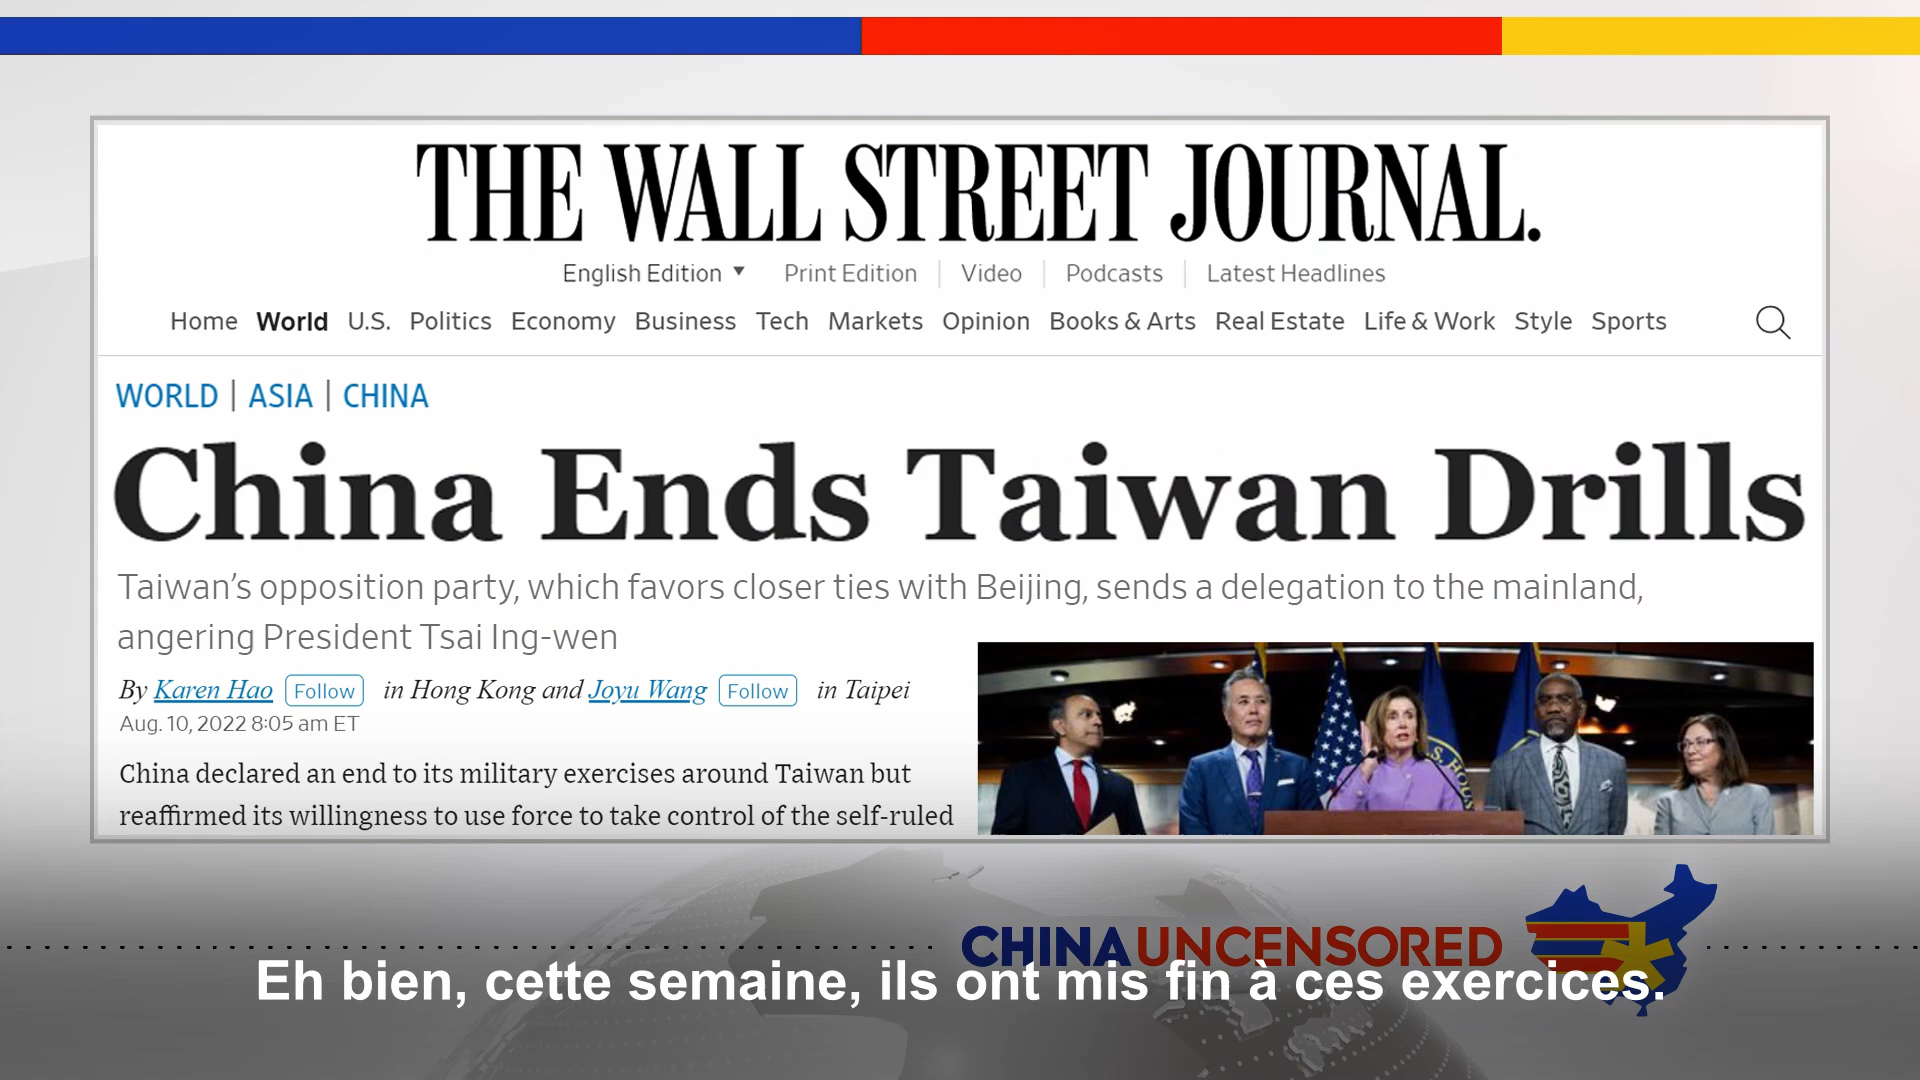 THE WALL STREET JOURNAL.
English Edition Print Edition Video Podcasts Latest Headlines
Home World U.S. Politics Economy Business Tech Markets Opinion Books & Arts Real Estate Life & Work Style Sports
WORLD | ASIA | CHINA
China Ends Taiwan Drills
Taiwan's opposition party, which favors closer ties with Beijing, sends a delegation to the mainland,
angering President Tsai Ing-wen
By Karen Hao Follow in Hong Kong and Joyu Wang Follow in Taipei
Aug. 10, 2022 8:05 am ET
China declared an end to its military exercises around Taiwan but
reaffirmed its willingness to use force to take control of the self-ruled
CHINA UNCENSORED
Eh bien, cette semaine, ils ont mis fin à ces exercices.